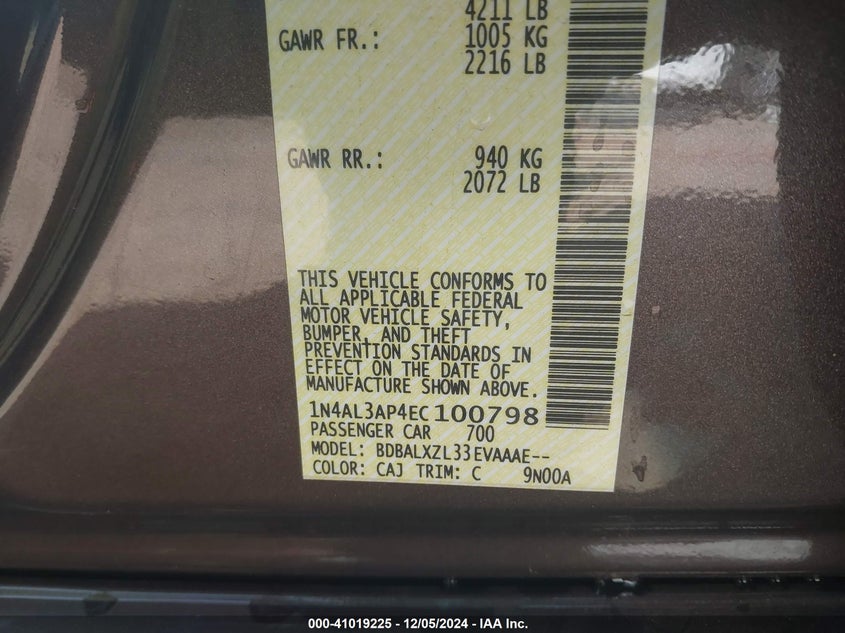 4211 LB
GAWR FR.: 1005 KG
2216 LB
GAWR RR.: 940 KG
2072 LB
THIS VEHICLE CONFORMS TO
ALL APPLICABLE FEDERAL
MOTOR VEHICLE SAFETY,
BUMPER, AND THEFT
PREVENTION STANDARDS IN
EFFECT ON THE DATE OF
MANUFACTURE SHOWN ABOVE.
1N4AL3AP4EC100798
PASSENGER CAR 700
MODEL: BDBALXZL33EVAAAE--
COLOR: CAJ TRIM: C 9N00A
000-41019225 - 12/05/2024 - IAA Inc.